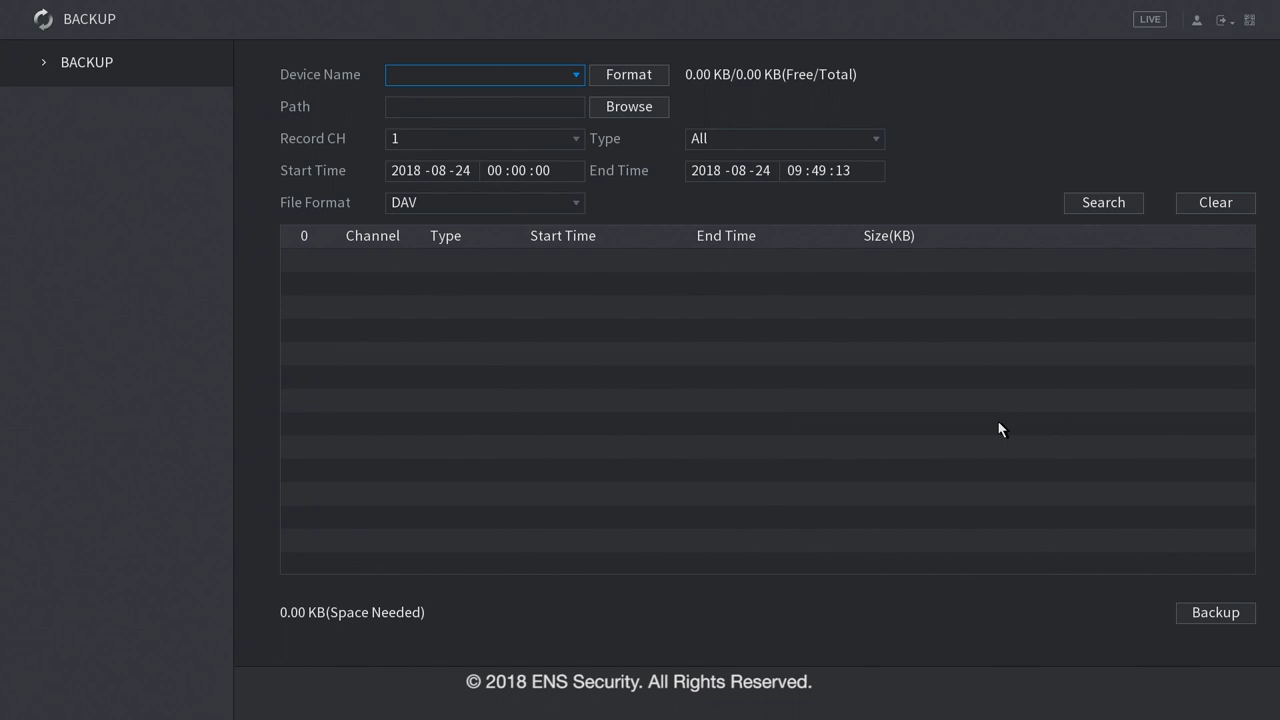 BACKUP
LIVE
BACKUP
Device Name Format 0.00 KB/0.00 KB(Free/Total)
Path Browse
Record CH 1 Type All
Start Time 2018 -08 -24 00 :00 :00 End Time 2018 -08 -24 09 :49 :13
File Format DAV Search Clear
0 Channel Type Start Time End Time Size(KB)
0.00 KB(Space Needed) Backup
© 2018 ENS Security. All Rights Reserved.